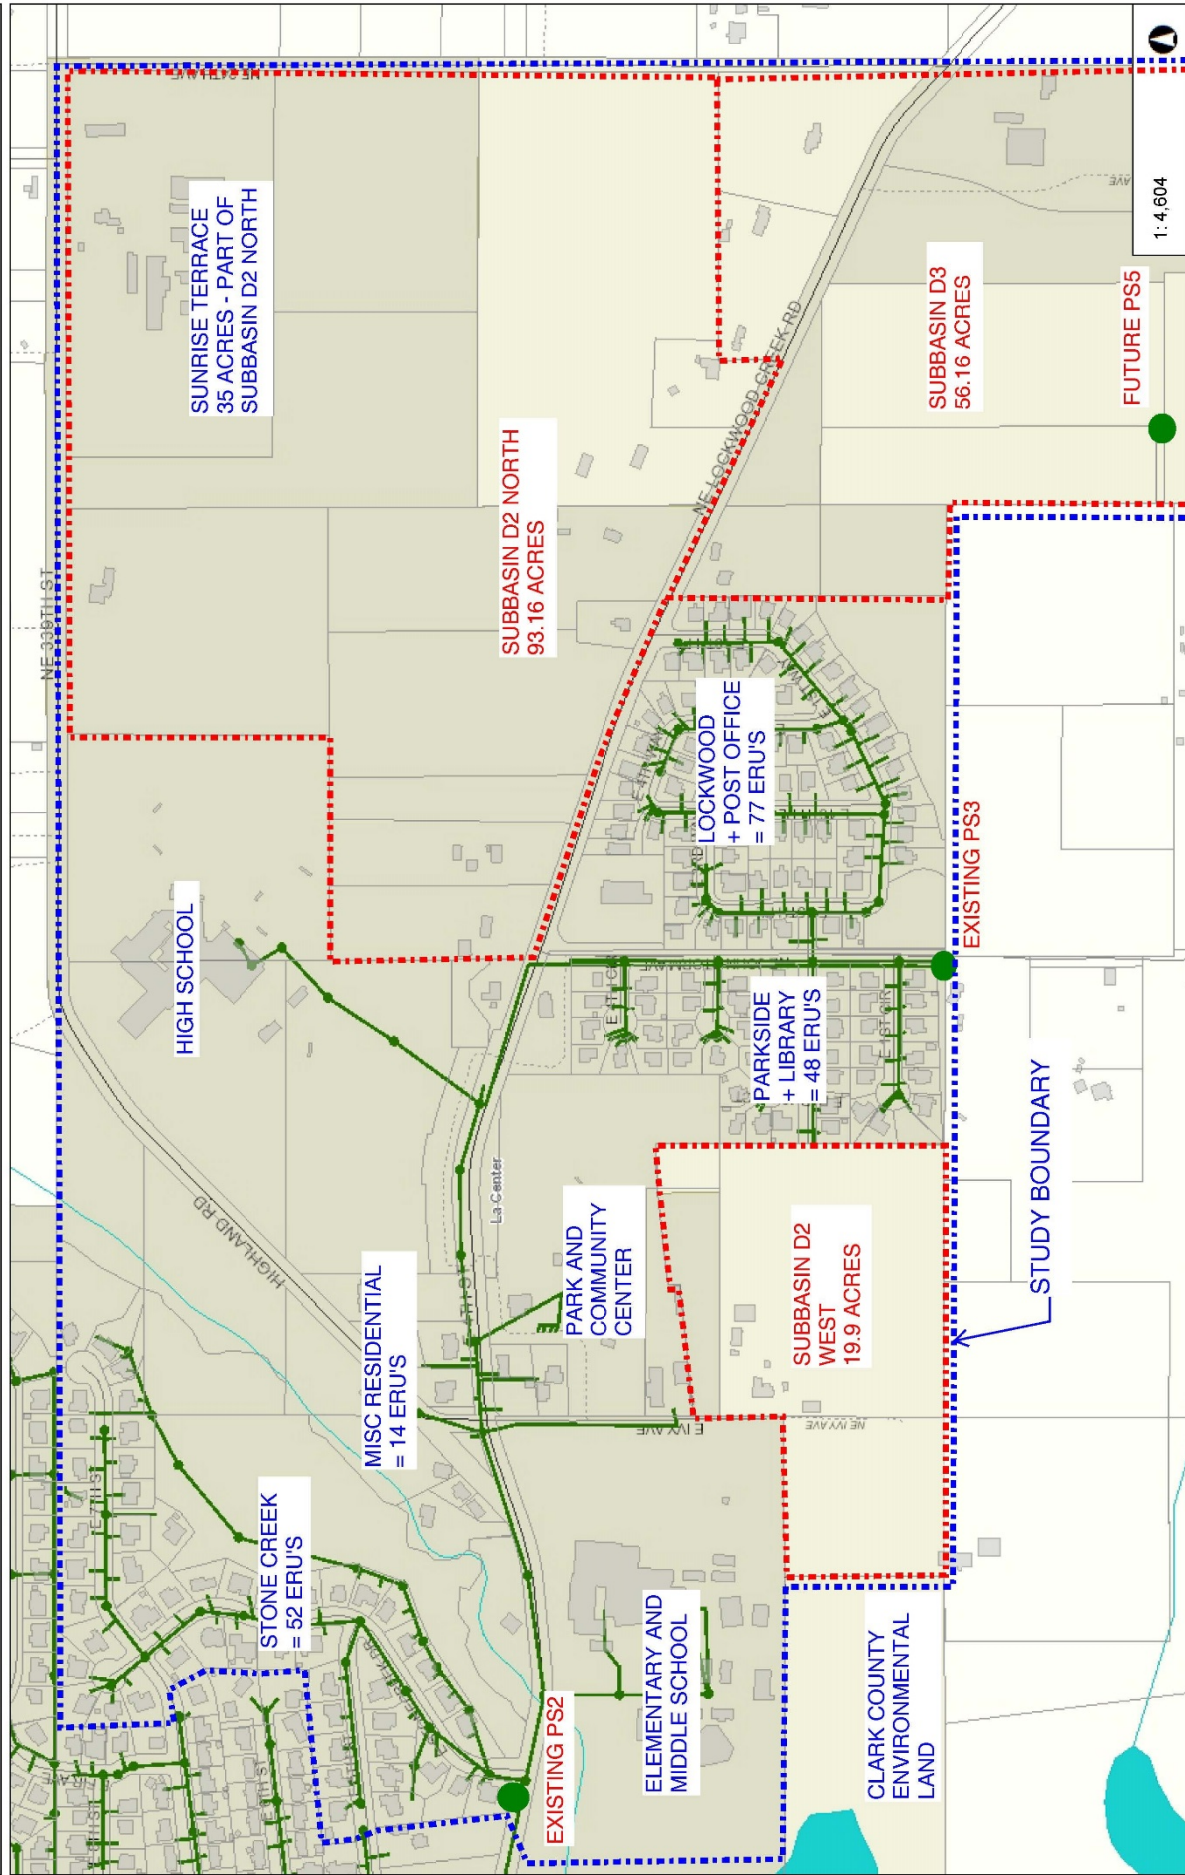 NE 339TH ST
NE 24TH AVE
SUNRISE TERRACE
35 ACRES - PART OF
SUBBASIN D2 NORTH
HIGH SCHOOL
HIGHLAND RD
SUBBASIN D2 NORTH
93.16 ACRES
STONE CREEK
= 52 ERU'S
MISC RESIDENTIAL
= 14 ERU'S
La Center
NE LOCKWOOD CREEK RD
E IVY AVE
PARK AND
COMMUNITY
CENTER
LOCKWOOD
+ POST OFFICE
= 77 ERU'S
EXISTING PS2
ELEMENTARY AND
MIDDLE SCHOOL
PARKSIDE
+ LIBRARY
= 48 ERU'S
SUBBASIN D2
WEST
19.9 ACRES
NE IVY AVE
SUBBASIN D3
56.16 ACRES
AVE
EXISTING PS3
CLARK COUNTY
ENVIRONMENTAL
LAND
STUDY BOUNDARY
FUTURE PS5
1: 4,604